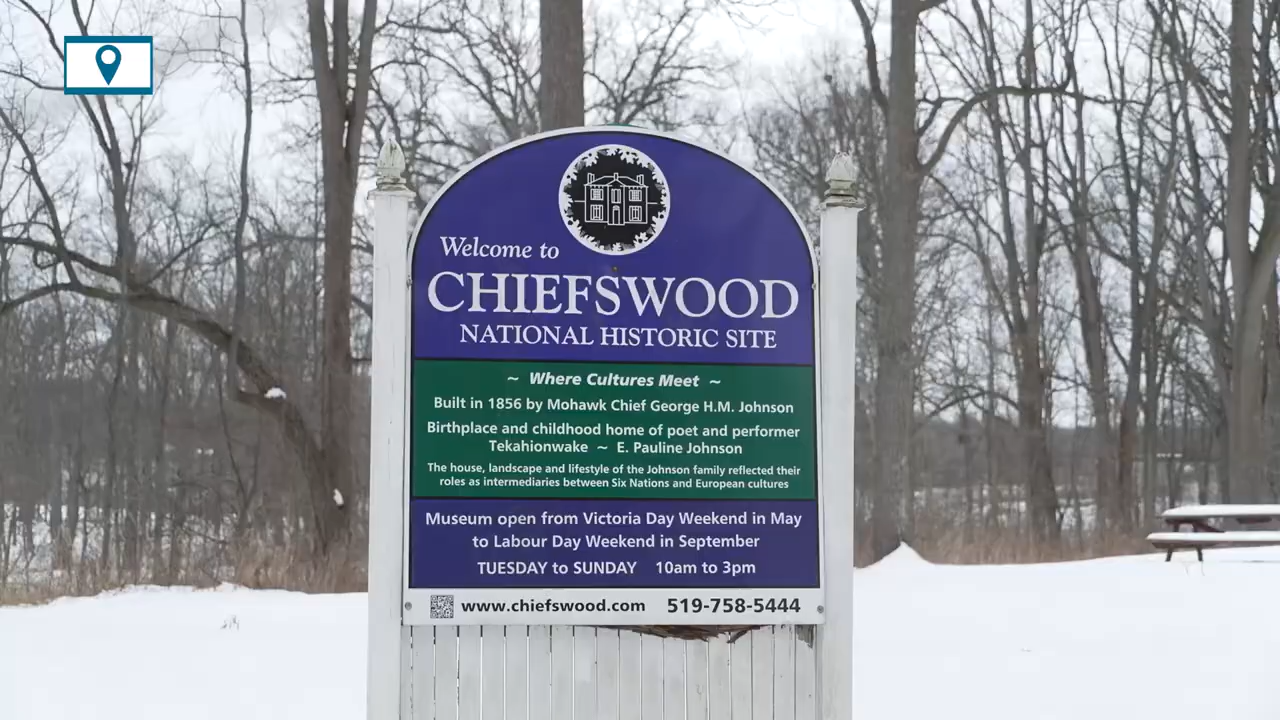 Welcome to
CHIEFSWOOD
NATIONAL HISTORIC SITE
~ Where Cultures Meet ~
Built in 1856 by Mohawk Chief George H.M. Johnson
Birthplace and childhood home of poet and performer
Tekahionwake ~ E. Pauline Johnson
The house, landscape and lifestyle of the Johnson family reflected their
roles as intermediaries between Six Nations and European cultures
Museum open from Victoria Day Weekend in May
to Labour Day Weekend in September
TUESDAY to SUNDAY 10am to 3pm
www.chiefswood.com 519-758-5444